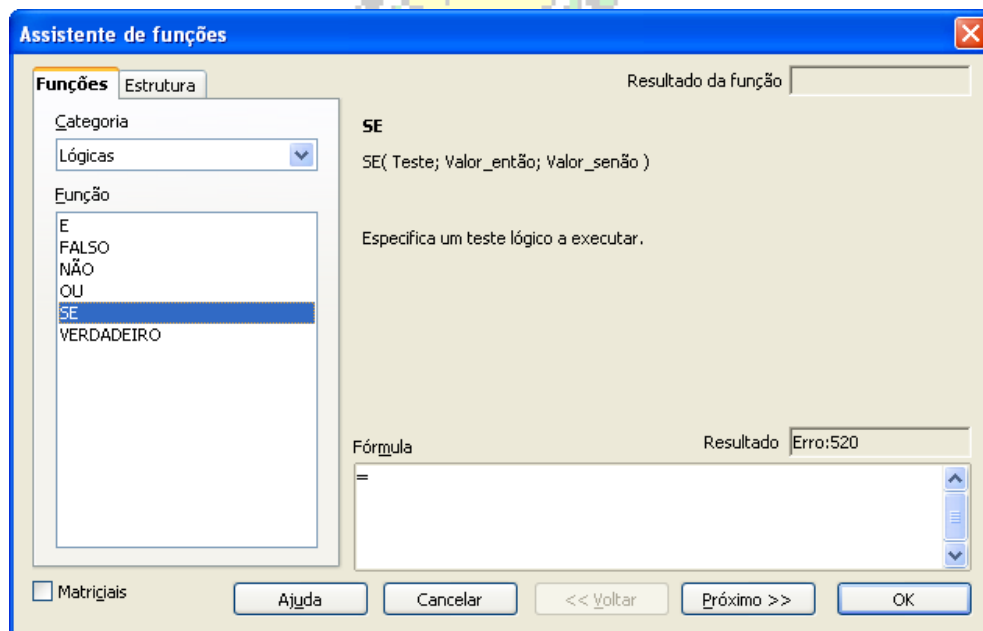 Assistente de funções
Funções
Estrutura
Resultado da função
Categoria
Lógicas
Função
E
FALSO
NÃO
OU
SE
VERDADEIRO
SE
SE( Teste; Valor_então; Valor_senão )
Especifica um teste lógico a executar.
Fórmula
Resultado
Erro:520
=
Matriciais
Ajuda
Cancelar
<< Voltar
Próximo >>
OK